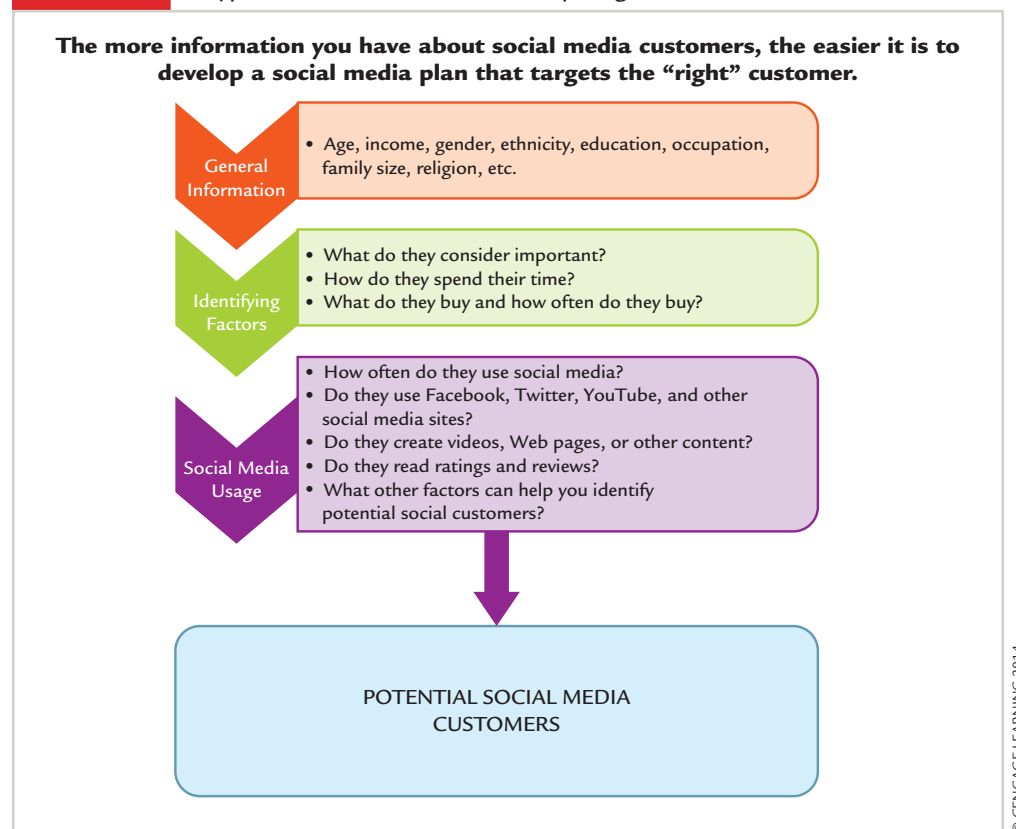 The more information you have about social media customers, the easier it is to
develop a social media plan that targets the “right” customer.
General
Information
• Age, income, gender, ethnicity, education, occupation,
family size, religion, etc.
Identifying
Factors
• What do they consider important?
• How do they spend their time?
• What do they buy and how often do they buy?
Social Media
Usage
• How often do they use social media?
• Do they use Facebook, Twitter, YouTube, and other
social media sites?
• Do they create videos, Web pages, or other content?
• Do they read ratings and reviews?
• What other factors can help you identify
potential social customers?
POTENTIAL SOCIAL MEDIA
CUSTOMERS
© CENGAGE LEARNING 2014